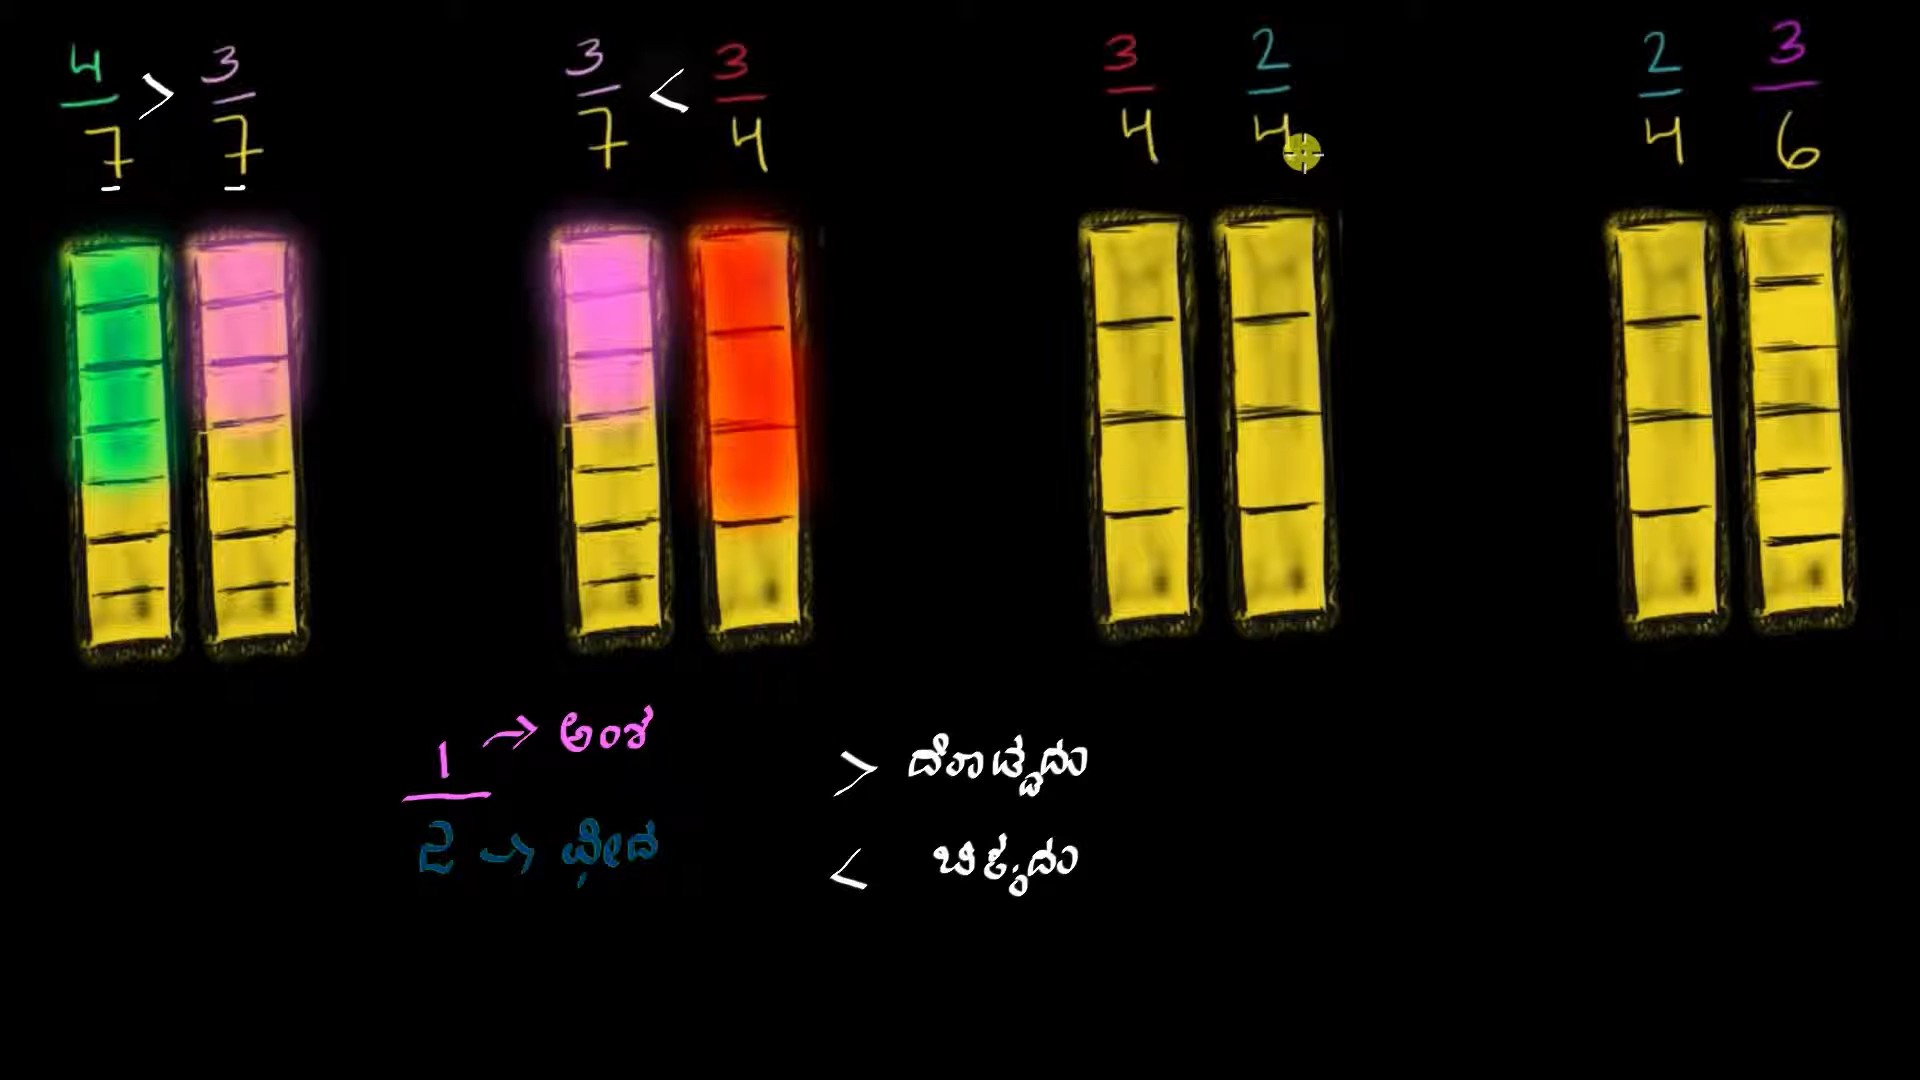 4/7 > 3/7
3/7 < 3/4
3/4 2/4
2/4 3/6
1 → ಅಂಶ
2 → ಛೇದ
> ದೊಡ್ಡದು
< ಚಿಕ್ಕದು